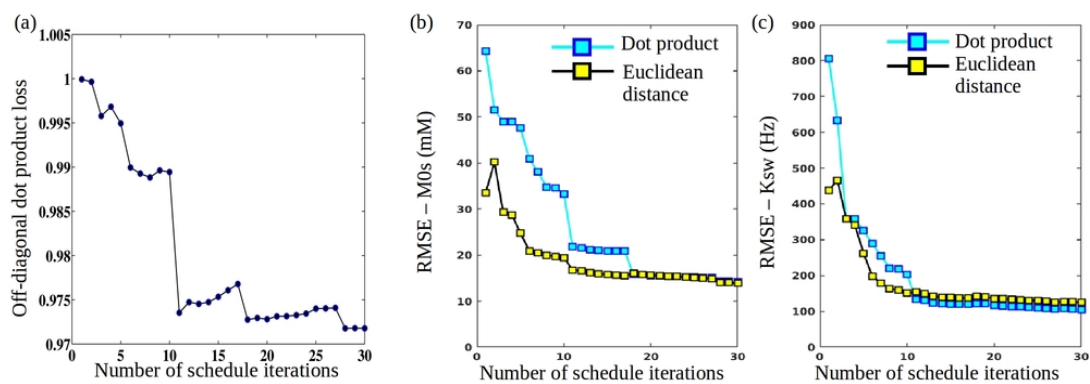 (a)
1.005
1
0.995
0.99
0.985
0.98
0.975
0.97
0
5
10
15
20
25
30
Off-diagonal dot product loss
Number of schedule iterations
(b)
70
60
50
40
30
20
10
0
0
10
20
30
RMSE – M0s (mM)
Number of schedule iterations
Dot product
Euclidean
distance
(c)
900
800
700
600
500
400
300
200
100
0
0
10
20
30
RMSE – Ksw (Hz)
Number of schedule iterations
Dot product
Euclidean
distance